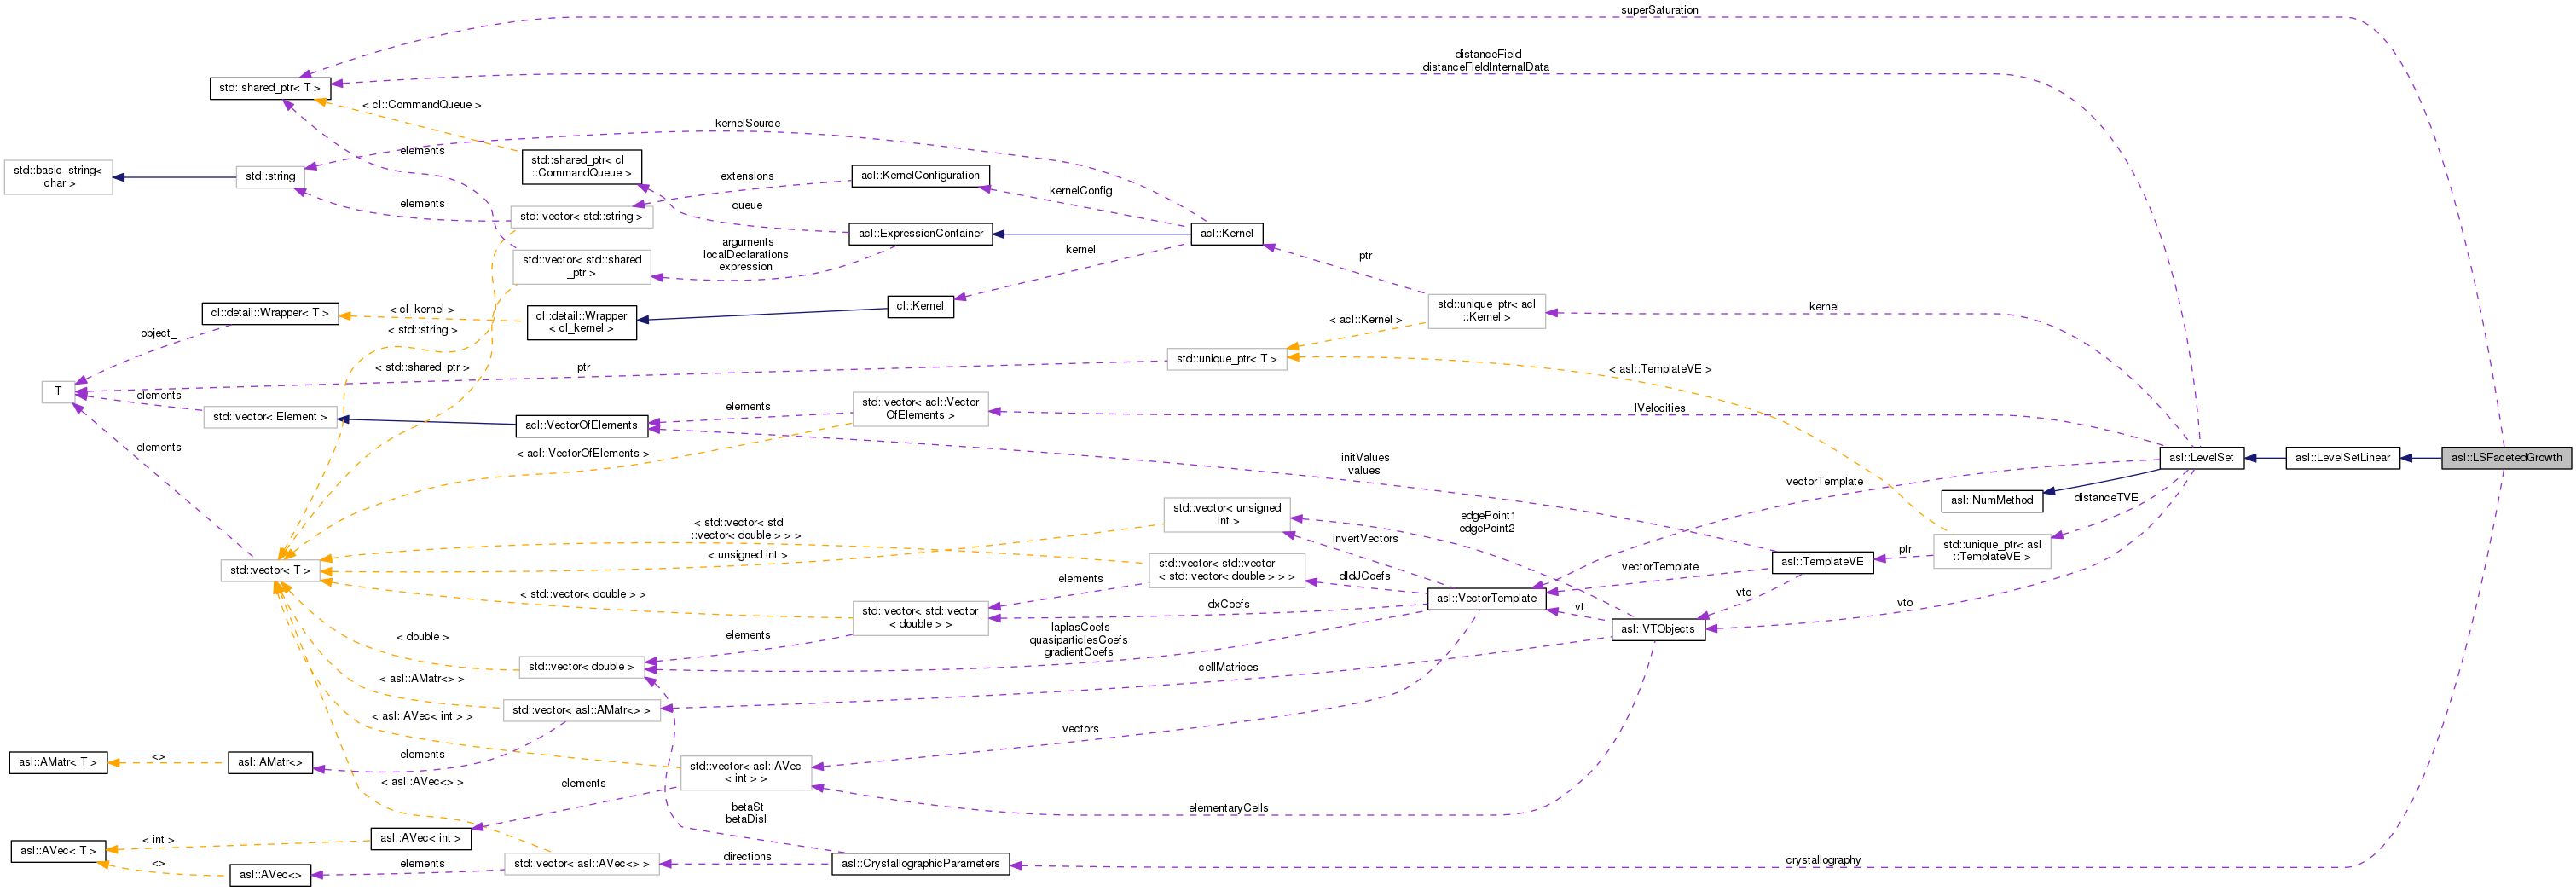 superSaturation
distanceField
distanceFieldInternalData
std::shared_ptr< T >
< cl::CommandQueue >
kernelSource
elements
std::shared_ptr< cl
::CommandQueue >
std::basic_string<
char >
std::string
extensions
acl::KernelConfiguration
kernelConfig
elements
std::vector< std::string >
queue
acl::ExpressionContainer
acl::Kernel
arguments
localDeclarations
expression
std::vector< std::shared
_ptr >
kernel
ptr
cl::detail::Wrapper< T >
< cl_kernel >
cl::detail::Wrapper
< cl_kernel >
cl::Kernel
std::unique_ptr< acl
::Kernel >
kernel
object_
< std::string >
< acl::Kernel >
std::unique_ptr< T >
ptr
< std::shared_ptr >
< asl::TemplateVE >
T
elements
std::vector< Element >
acl::VectorOfElements
elements
std::vector< acl::Vector
OfElements >
lVelocities
elements
< acl::VectorOfElements >
initValues
values
asl::LevelSet
asl::LevelSetLinear
asl::LSFacetedGrowth
vectorTemplate
asl::NumMethod
distanceTVE
std::vector< unsigned
int >
edgePoint1
edgePoint2
< std::vector< std
::vector< double > > >
invertVectors
< unsigned int >
ptr
std::unique_ptr< asl
::TemplateVE >
asl::TemplateVE
std::vector< T >
std::vector< std::vector
< std::vector< double > > >
elements
dldJCoefs
vectorTemplate
< std::vector< double > >
std::vector< std::vector
< double > >
dxCoefs
asl::VectorTemplate
vt
vto
vto
asl::VTObjects
< double >
elements
laplasCoefs
quasiparticlesCoefs
gradientCoefs
std::vector< double >
cellMatrices
< asl::AMatr<> >
std::vector< asl::AMatr<> >
< asl::AVec< int > >
vectors
asl::AMatr< T >
<>
asl::AMatr<>
elements
std::vector< asl::AVec
< int > >
< asl::AVec<> >
elements
betaSt
betaDisl
elementaryCells
asl::AVec< T >
< int >
asl::AVec< int >
<>
asl::AVec<>
elements
std::vector< asl::AVec<> >
directions
asl::CrystallographicParameters
crystallography